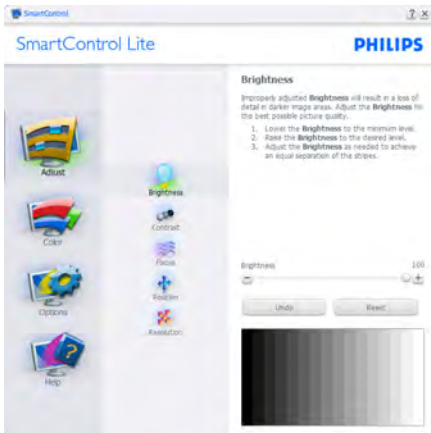 SmartControl
SmartControl Lite
PHILIPS
Adjust
Color
Options
Help
Brightness
Contrast
Focus
Position
Resolution
Brightness
Improperly adjusted Brightness will result in a loss of
detail in darker image areas. Adjust the Brightness for
the best possible picture quality.
1. Lower the Brightness to the minimum level.
2. Raise the Brightness to the desired level.
3. Adjust the Brightness as needed to achieve
an equal separation of the stripes.
Brightness 100
Undo Reset